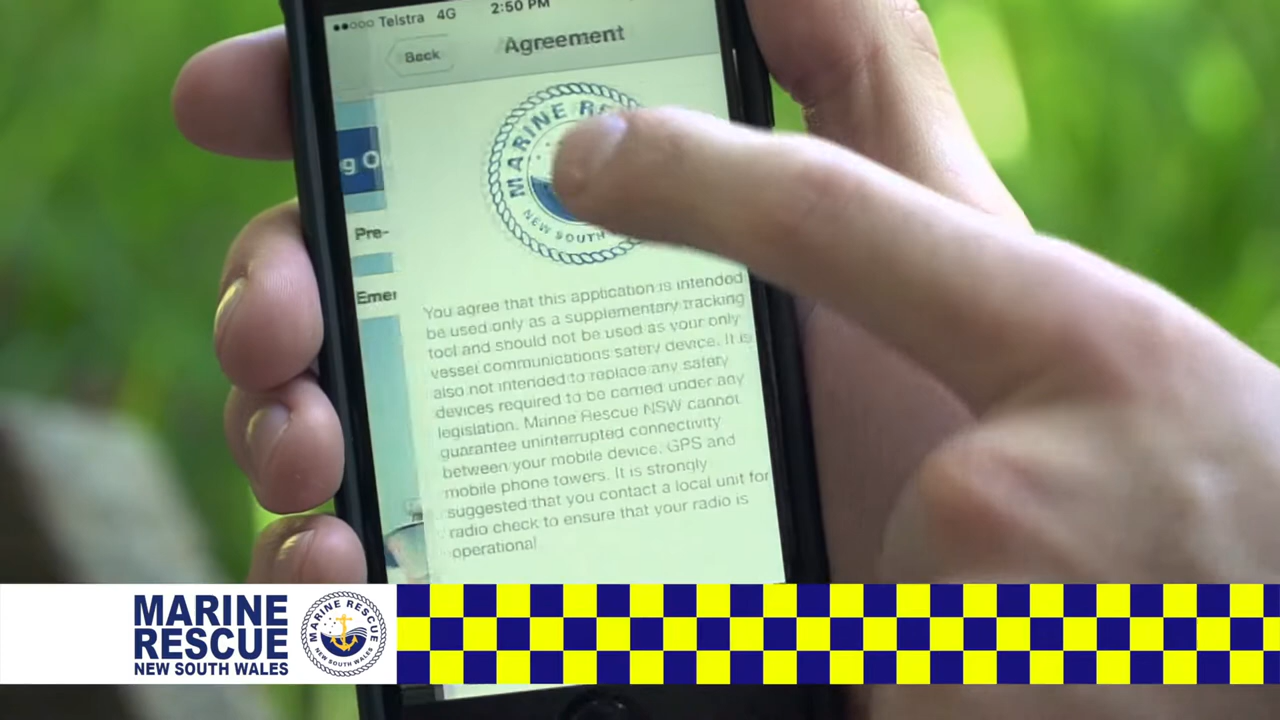 Telstra 4G 2:50 PM
Back
Agreement
MARINE RE
NEW SOUTH
g O
Pre-
Emer
You agree that this application is intended
be used only as a supplementary tracking
tool and should not be used as your only
vessel communications safety device. It is
also not intended to replace any safety
devices required to be carried under any
legislation. Marine Rescue NSW cannot
guarantee uninterrupted connectivity
between your mobile device, GPS and
mobile phone towers. It is strongly
suggested that you contact a local unit for
radio check to ensure that your radio is
operational
MARINE
RESCUE
NEW SOUTH WALES
MARINE RESCUE
NEW SOUTH WALES